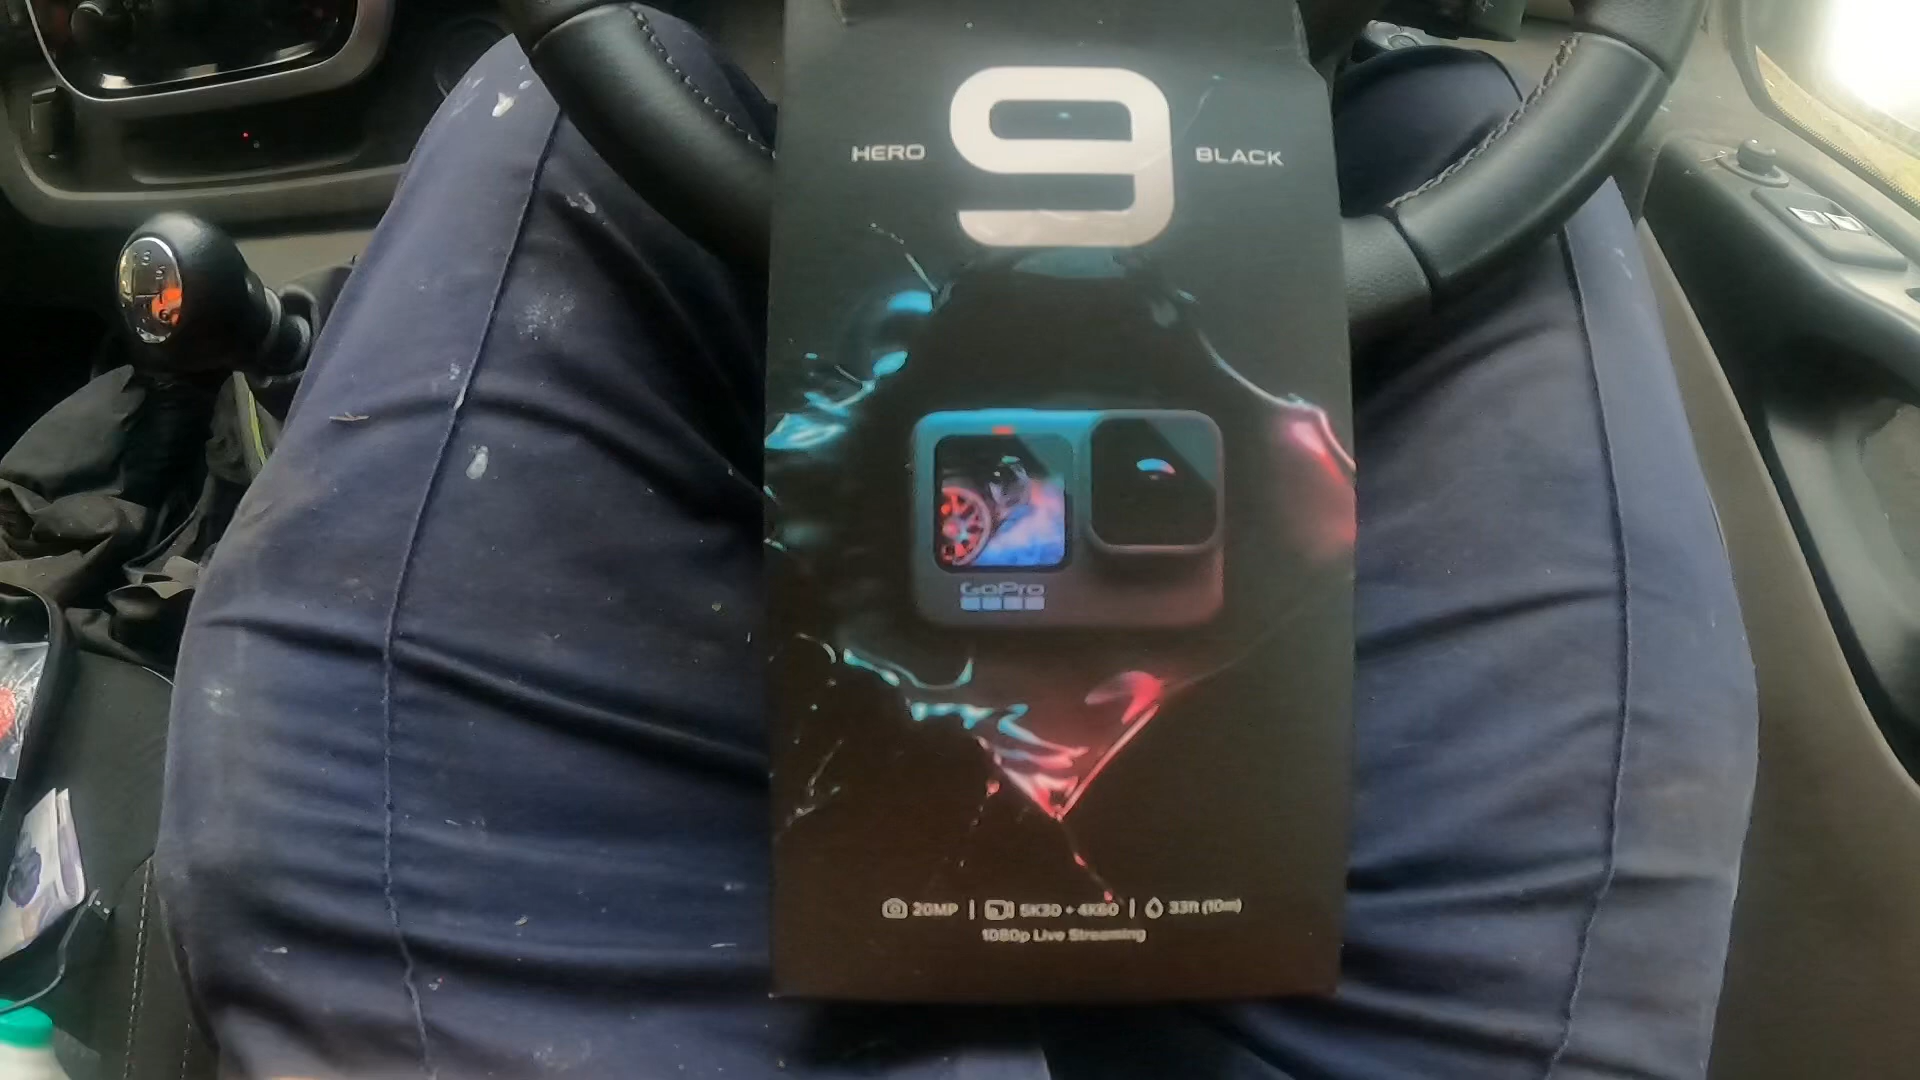 HERO 9 BLACK
GoPro
20MP | 5K30 + 4K60 | 33ft (10m)
1080p Live Streaming